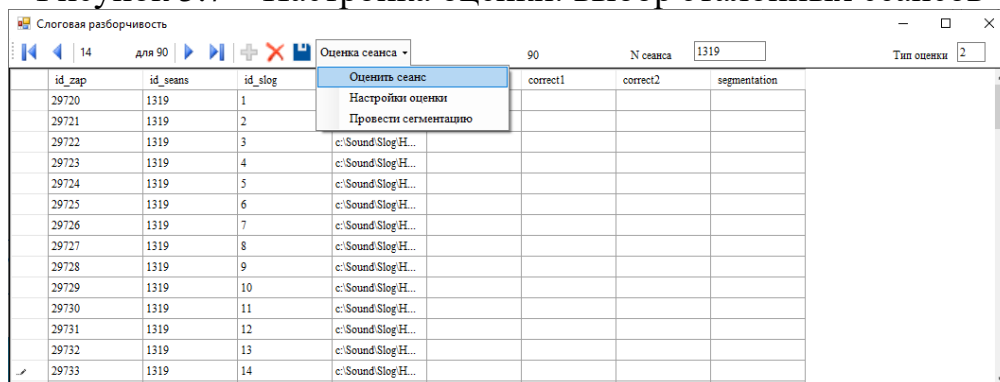 Слоговая разборчивость
14 для 90 Оценка сеанса 90 N сеанса 1319 Тип оценки 2
Оценить сеанс
Настройки оценки
Провести сегментацию
id_zap id_seans id_slog correct1 correct2 segmentation
29720 1319 1
29721 1319 2
29722 1319 3 c:\Sound\Slog\H...
29723 1319 4 c:\Sound\Slog\H...
29724 1319 5 c:\Sound\Slog\H...
29725 1319 6 c:\Sound\Slog\H...
29726 1319 7 c:\Sound\Slog\H...
29727 1319 8 c:\Sound\Slog\H...
29728 1319 9 c:\Sound\Slog\H...
29729 1319 10 c:\Sound\Slog\H...
29730 1319 11 c:\Sound\Slog\H...
29731 1319 12 c:\Sound\Slog\H...
29732 1319 13 c:\Sound\Slog\H...
29733 1319 14 c:\Sound\Slog\H...